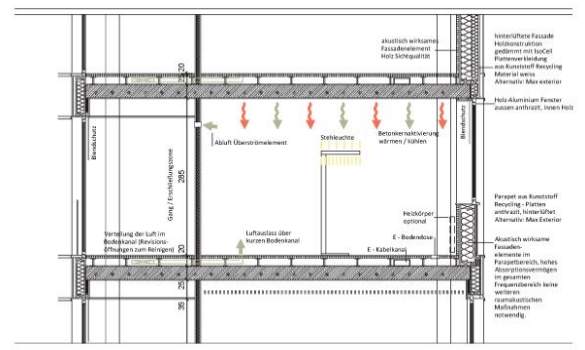 akustisch wirksames
Fassadenelement
Holz Sichtqualität
hinterlüftete Fassade
Holzkonstruktion
gedämmt mit IsoCell
Plattenverkleidung
aus Kunststoff Recycling
Material weiss
Alternativ: Max exterior
Holz-Aluminium Fenster
aussen anthrazit, innen Holz
20
Blendschutz
Gang / Erschließungszone
285
Abluft Überströmelement
Stehleuchte
Betonkernaktivierung
wärmen / kühlen
Blendschutz
Heizkörper
optional
Parapet aus Kunststoff
Recycling - Platten
anthrazit, hinterlüftet
Alternativ: Max exterior
Verteilung der Luft im
Bodenkanal (Revisions-
öffnungen zum Reinigen)
Luftauslass über
kurzen Bodenkanal
E - Bodendose
E - Kabelkanal
Akustisch wirksame
Fassaden-
elemente im
Parapetbereich, hohes
Absorptionsvermögen
im gesamten
Frequenzbereich keine
weiteren
raumakustischen
Maßnahmen
notwendig.
20
25
35